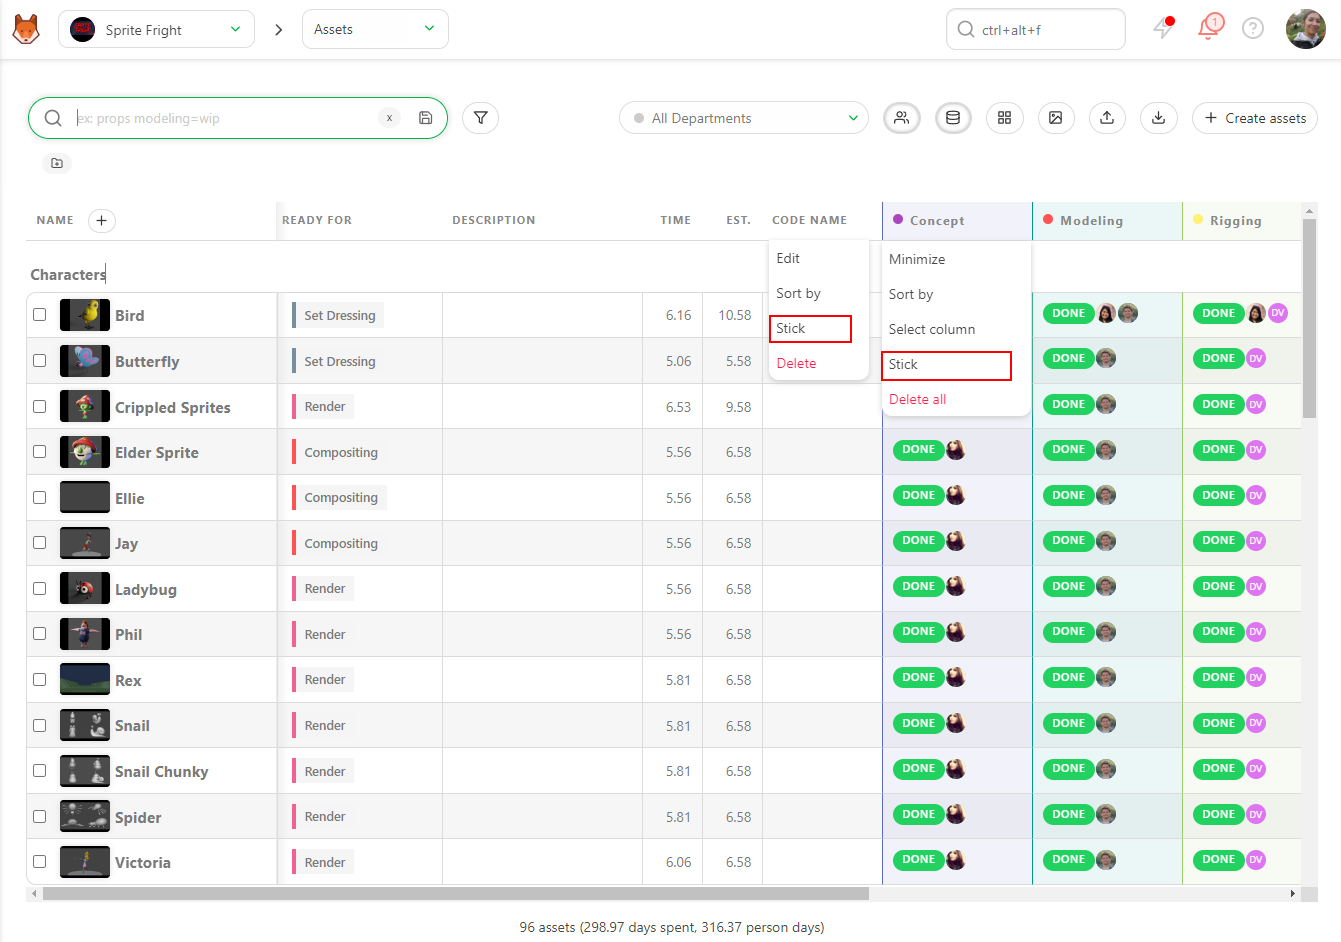 Sprite Fright
Assets
ctrl+alt+f
1
ex: props modeling=wip
x
All Departments
+ Create assets
NAME +
READY FOR
DESCRIPTION
TIME
EST.
CODE NAME
Concept
Modeling
Rigging
Edit
Sort by
Stick
Delete
Minimize
Sort by
Select column
Stick
Delete all
Characters
Bird Set Dressing 6.16 10.58 DONE DONE DV
Butterfly Set Dressing 5.06 5.58 DONE DONE DV
Crippled Sprites Render 6.53 9.58 DONE DONE DV
Elder Sprite Compositing 5.56 6.58 DONE DONE DONE DV
Ellie Compositing 5.56 6.58 DONE DONE DONE DV
Jay Compositing 5.56 6.58 DONE DONE DONE DV
Ladybug Render 5.56 6.58 DONE DONE DONE DV
Phil Render 5.56 6.58 DONE DONE DONE DV
Rex Render 5.81 6.58 DONE DONE DONE DV
Snail Render 5.81 6.58 DONE DONE DONE DV
Snail Chunky Render 5.81 6.58 DONE DONE DONE DV
Spider Render 5.81 6.58 DONE DONE DONE DV
Victoria Render 6.06 6.58 DONE DONE DONE DV
96 assets (298.97 days spent, 316.37 person days)